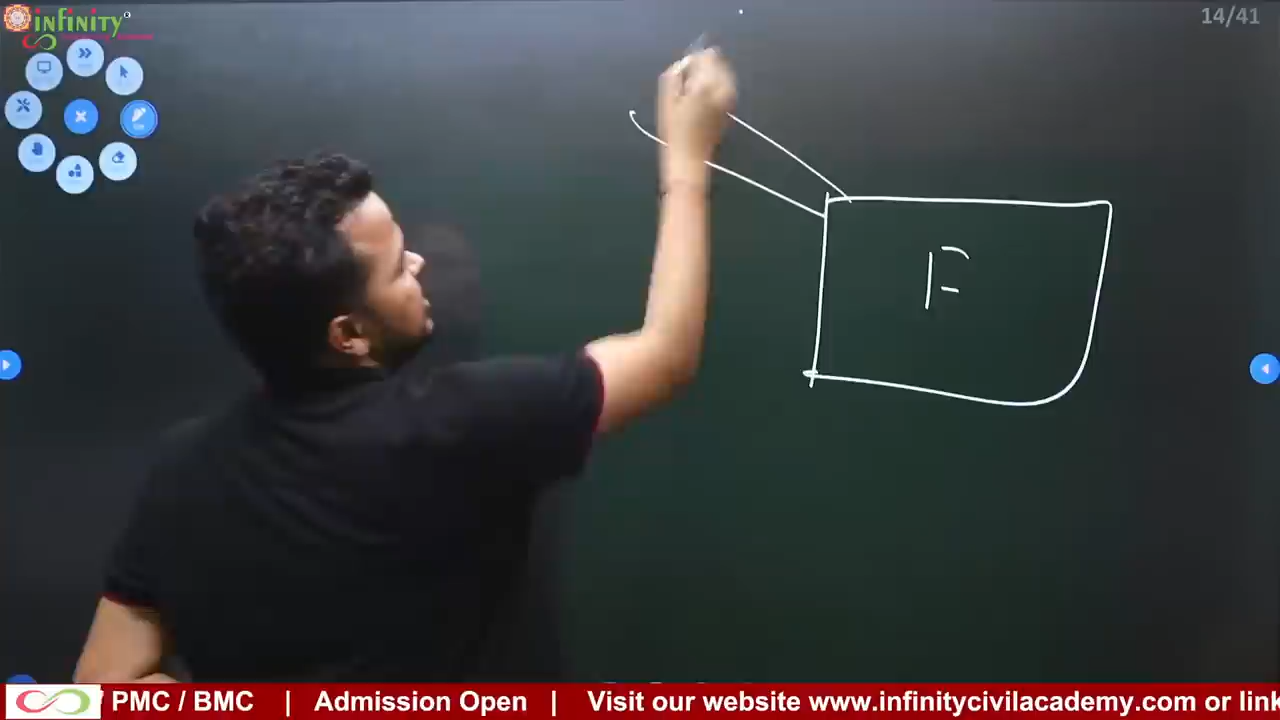 infinity
14/41
F
PMC / BMC | Admission Open | Visit our website www.infinitycivilacademy.com or link